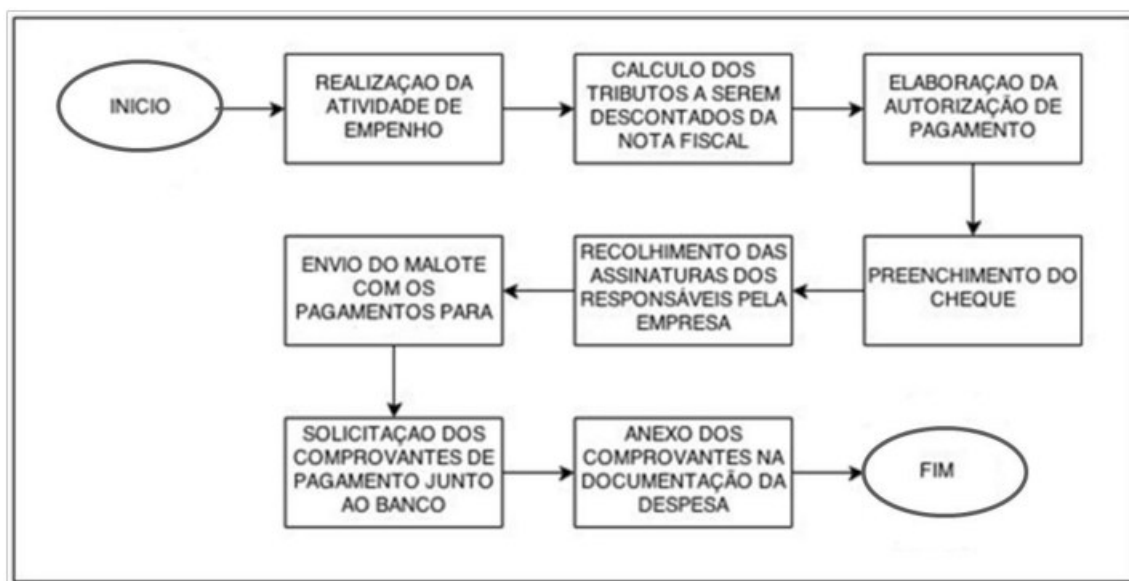 INICIO
REALIZAÇAO DA
ATIVIDADE DE
EMPENHO
CALCULO DOS
TRIBUTOS A SEREM
DESCONTADOS DA
NOTA FISCAL
ELABORAÇAO DA
AUTORIZAÇÃO DE
PAGAMENTO
PREENCHIMENTO DO
CHEQUE
RECOLHIMENTO DAS
ASSINATURAS DOS
RESPONSÁVEIS PELA
EMPRESA
ENVIO DO MALOTE
COM OS
PAGAMENTOS PARA
SOLICITAÇAO DOS
COMPROVANTES DE
PAGAMENTO JUNTO
AO BANCO
ANEXO DOS
COMPROVANTES NA
DOCUMENTAÇÃO DA
DESPESA
FIM